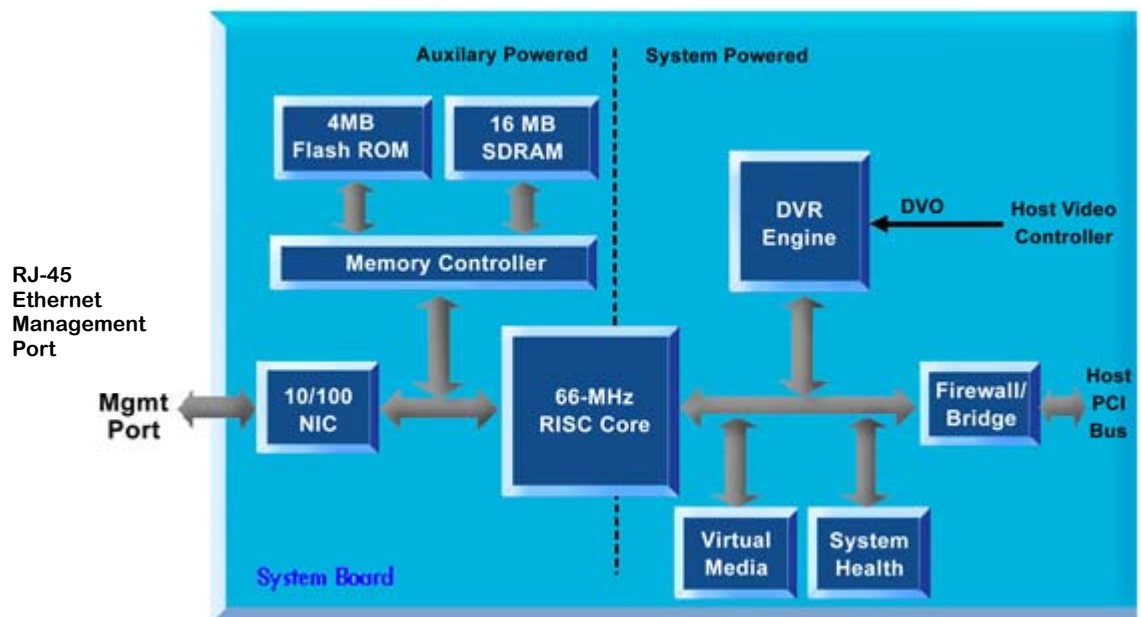 Auxilary Powered
System Powered
4MB
Flash ROM
16 MB
SDRAM
DVR
Engine
DVO
Host Video
Controller
Memory Controller
RJ-45
Ethernet
Management
Port
Mgmt
Port
10/100
NIC
66-MHz
RISC Core
Firewall/
Bridge
Host
PCI
Bus
Virtual
Media
System
Health
System Board